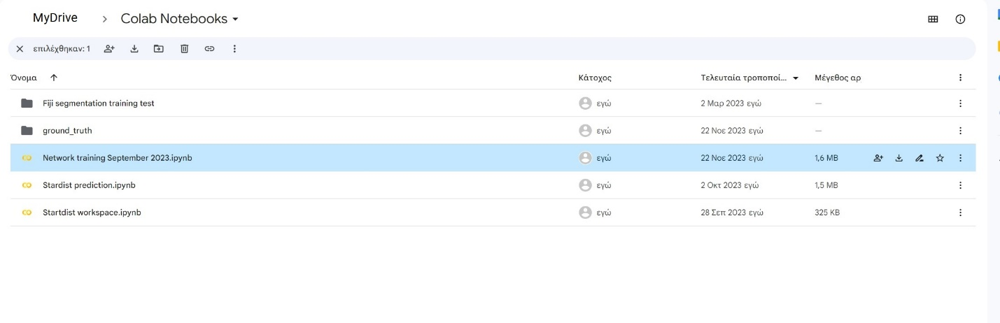 MyDrive > Colab Notebooks
επιλέχθηκαν: 1
Όνομα Κάτοχος Τελευταία τροποποί... Μέγεθος αρ
Fiji segmentation training test εγώ 2 Μαρ 2023 εγώ —
ground_truth εγώ 22 Νοε 2023 εγώ —
Network training September 2023.ipynb εγώ 22 Νοε 2023 εγώ 1,6 MB
Stardist prediction.ipynb εγώ 2 Οκτ 2023 εγώ 1,5 MB
Startdist workspace.ipynb εγώ 28 Σεπ 2023 εγώ 325 KB